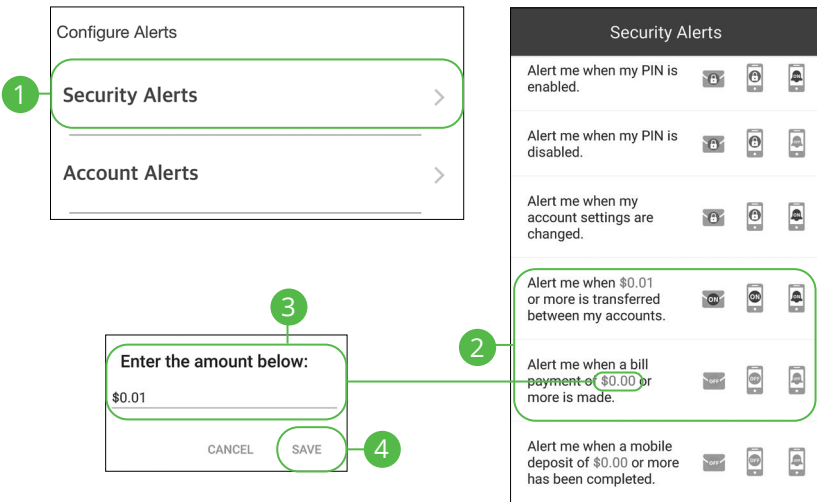 Configure Alerts
1
Security Alerts
Account Alerts
3
Enter the amount below:
$0.01
CANCEL
SAVE
4
Security Alerts
Alert me when my PIN is
enabled.
ON
Alert me when my PIN is
disabled.
Alert me when my
account settings are
changed.
ON
2
Alert me when $0.01
or more is transferred
between my accounts.
ON
ON
ON
Alert me when a bill
payment of $0.00 or
more is made.
OFF
OFF
Alert me when a mobile
deposit of $0.00 or more
has been completed.
OFF
OFF